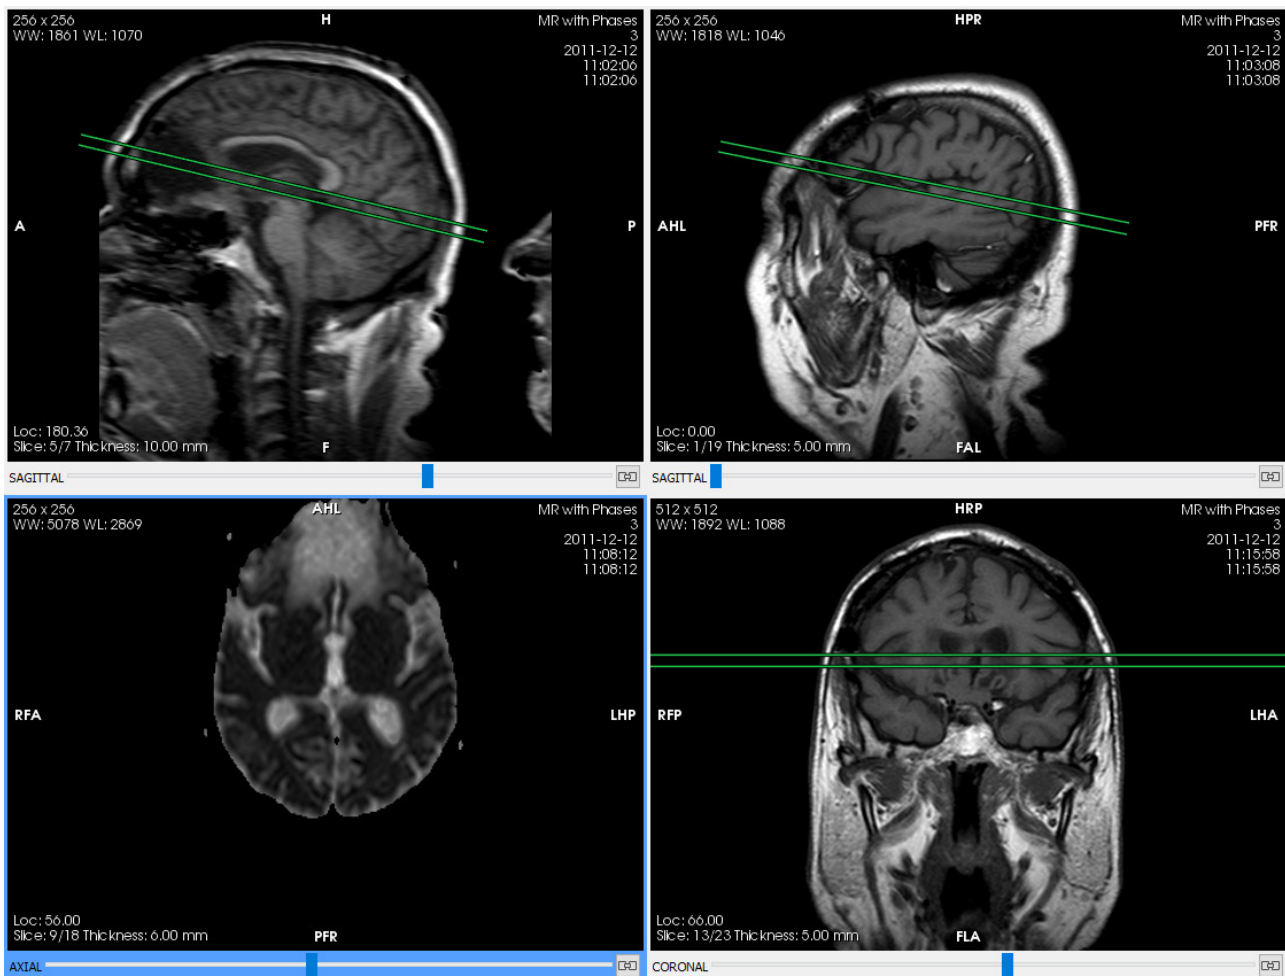 256 x 256
WW: 1861 WL: 1070
H
MR with Phases
3
2011-12-12
11:02:06
11:02:06
A
P
Loc: 180.36
Slice: 5/7 Thickness: 10.00 mm
F
SAGITTAL
256 x 256
WW: 1818 WL: 1046
HPR
MR with Phases
3
2011-12-12
11:03:08
11:03:08
AHL
PFR
Loc: 0.00
Slice: 1/19 Thickness: 5.00 mm
FAL
SAGITTAL
256 x 256
WW: 5078 WL: 2869
AHL
MR with Phases
3
2011-12-12
11:08:12
11:08:12
RFA
LHP
Loc: 56.00
Slice: 9/18 Thickness: 6.00 mm
PFR
AXIAL
512 x 512
WW: 1892 WL: 1088
HRP
MR with Phases
3
2011-12-12
11:15:58
11:15:58
RFP
LHA
Loc: 66.00
Slice: 13/23 Thickness: 5.00 mm
FLA
CORONAL